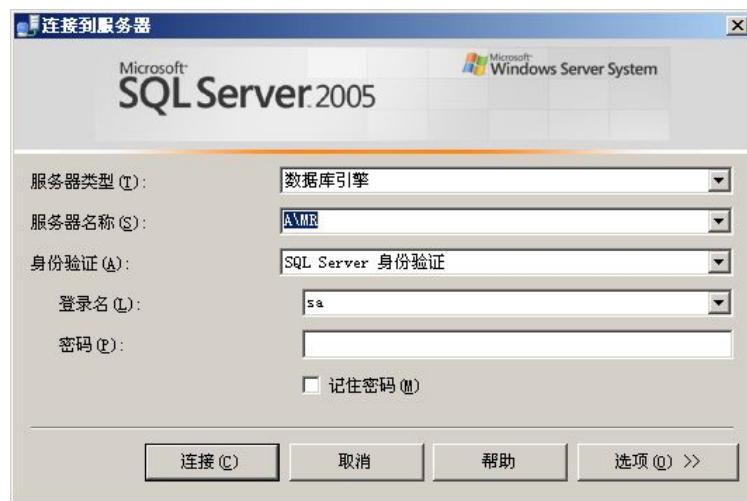 连接到服务器
Microsoft
SQL Server 2005
Microsoft
Windows Server System
服务器类型(T):
数据库引擎
服务器名称(S):
A\MR
身份验证(A):
SQL Server 身份验证
登录名(L):
sa
密码(P):
记住密码(M)
连接(C)
取消
帮助
选项(O) >>